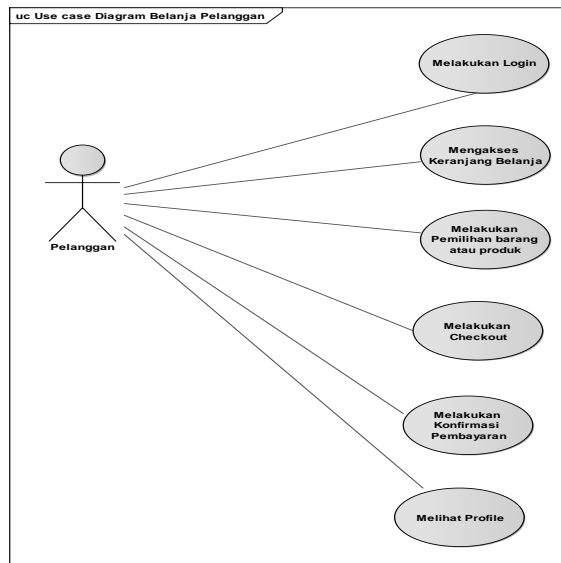 uc Use case Diagram Belanja Pelanggan
Melakukan Login
Mengakses
Keranjang Belanja
Melakukan
Pemilihan barang
atau produk
Pelanggan
Melakukan
Checkout
Melakukan
Konfirmasi
Pembayaran
Melihat Profile